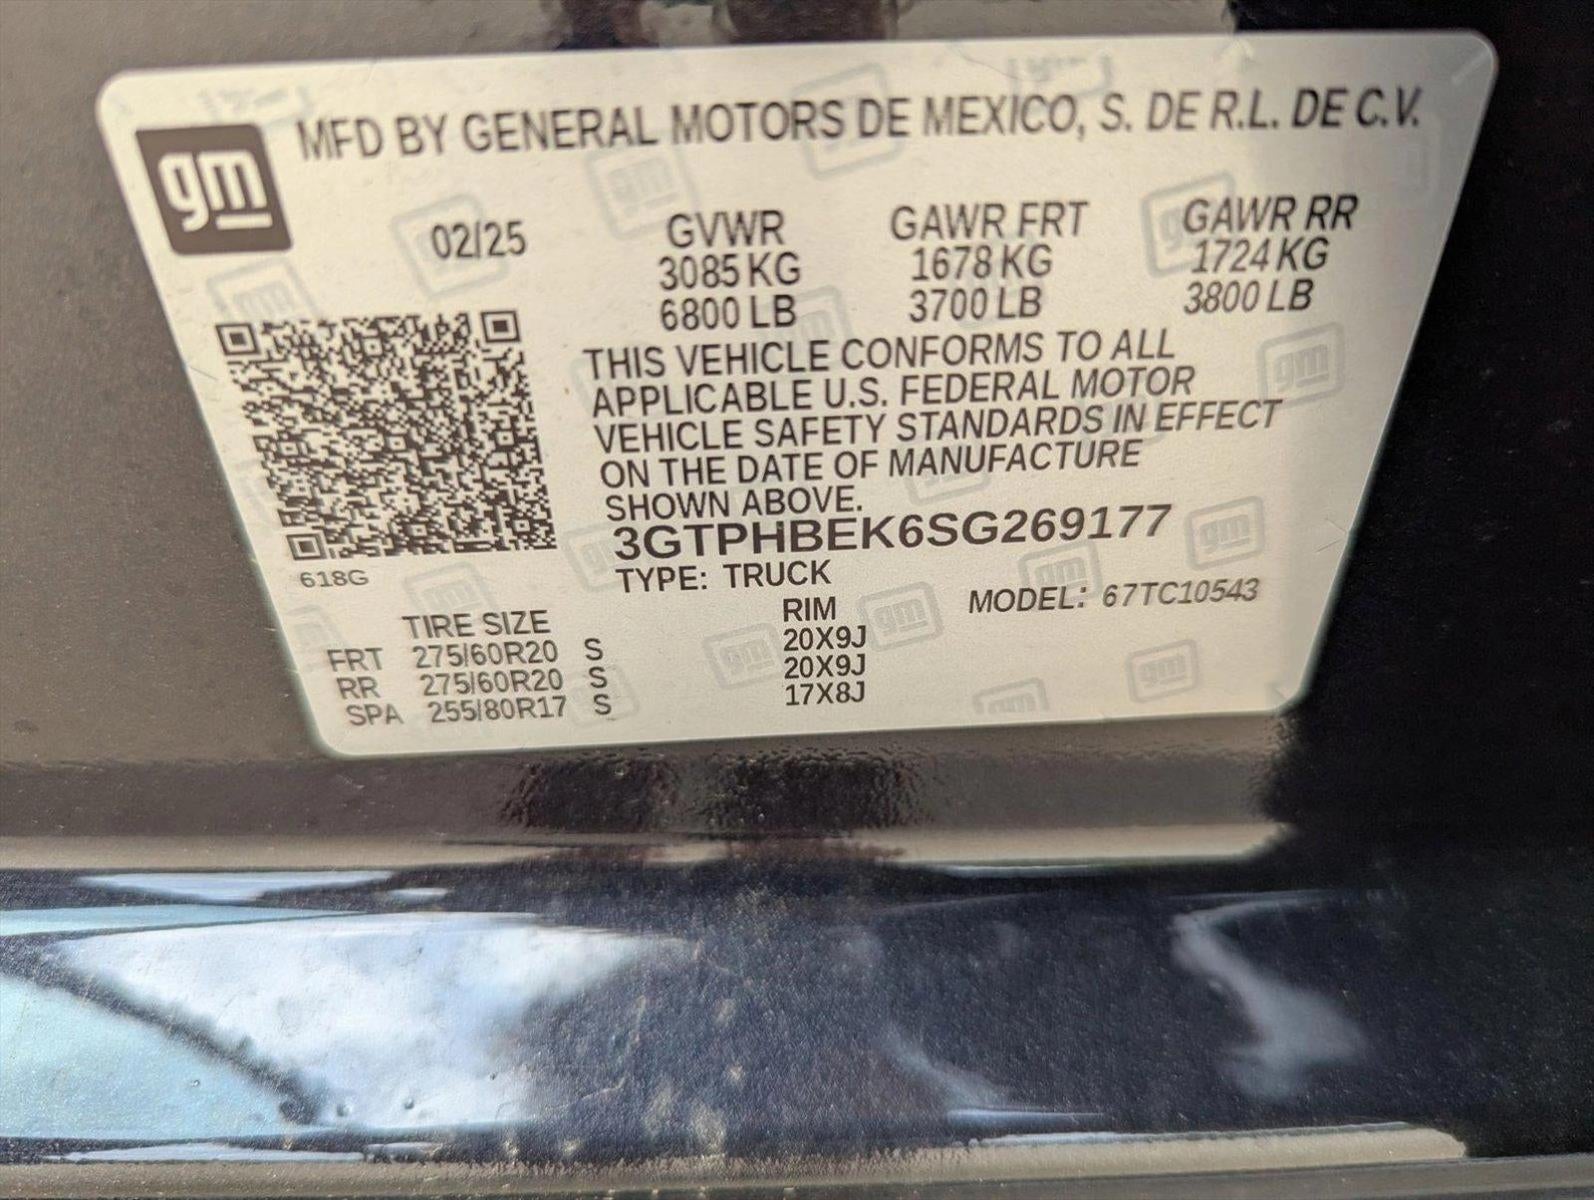 gm
MFD BY GENERAL MOTORS DE MEXICO, S. DE R.L. DE C.V.
02/25 GVWR GAWR FRT GAWR RR
3085 KG 1678 KG 1724 KG
6800 LB 3700 LB 3800 LB
THIS VEHICLE CONFORMS TO ALL
APPLICABLE U.S. FEDERAL MOTOR
VEHICLE SAFETY STANDARDS IN EFFECT
ON THE DATE OF MANUFACTURE
SHOWN ABOVE.
3GTPHBEK6SG269177
618G
TYPE: TRUCK
MODEL: 67TC10543
TIRE SIZE RIM
FRT 275/60R20 S 20X9J
RR 275/60R20 S 20X9J
SPA 255/80R17 S 17X8J